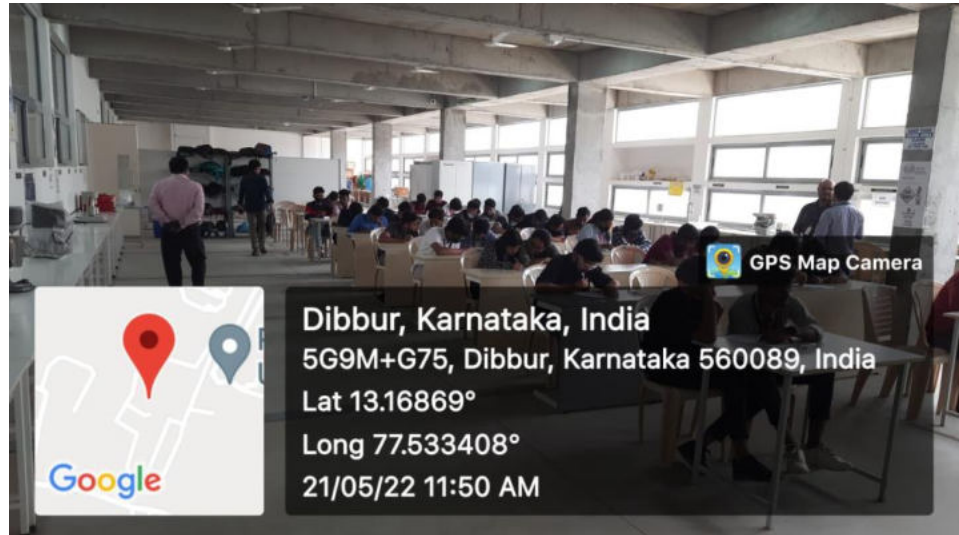 GPS Map Camera
Dibbur, Karnataka, India
5G9M+G75, Dibbur, Karnataka 560089, India
Lat 13.16869°
Long 77.533408°
21/05/22 11:50 AM
Google